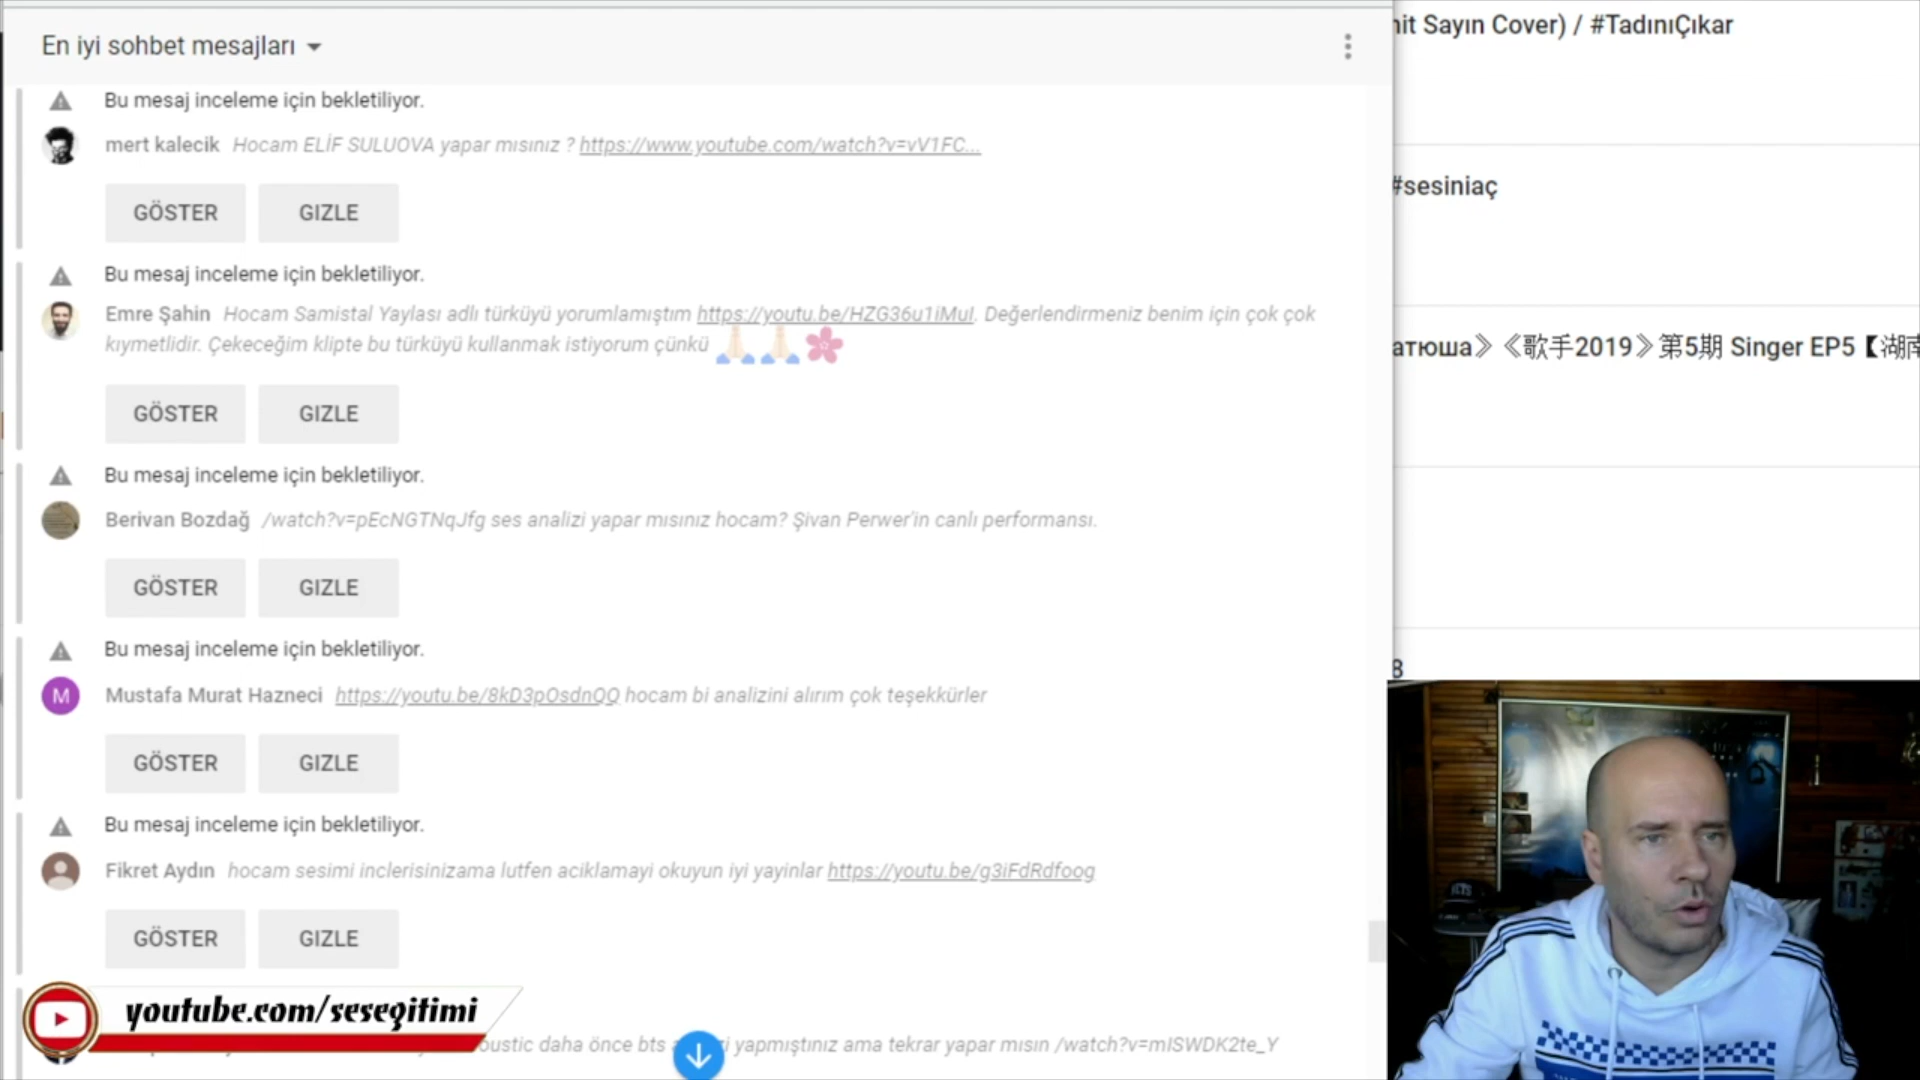 En iyi sohbet mesajları
Bu mesaj inceleme için bekletiliyor.
mert kalecik Hocam ELİF SULUOVA yapar mısınız ? https://www.youtube.com/watch?v=vV1FC...
GÖSTER GIZLE
Bu mesaj inceleme için bekletiliyor.
Emre Şahin Hocam Samistal Yaylası adlı türküyü yorumlamıştım https://youtu.be/HZG36u1iMuI. Değerlendirmeniz benim için çok çok
kıymetlidir. Çekeceğim klipte bu türküyü kullanmak istiyorum çünkü
GÖSTER GIZLE
Bu mesaj inceleme için bekletiliyor.
Berivan Bozdağ /watch?v=pEcNGTNqJfg ses analizi yapar mısınız hocam? Şivan Perwer'in canlı performansı.
GÖSTER GIZLE
Bu mesaj inceleme için bekletiliyor.
M Mustafa Murat Hazneci https://youtu.be/8kD3pOsdnQQ hocam bi analizini alırım çok teşekkürler
GÖSTER GIZLE
Bu mesaj inceleme için bekletiliyor.
Fikret Aydın hocam sesimi inclerisinizama lutfen aciklamayi okuyun iyi yayinlar https://youtu.be/g3iFdRdfoog
GÖSTER GIZLE
youtube.com/sesegitimi
oustic daha önce bts yapmıştınız ama tekrar yapar mısın /watch?v=mISWDK2te_Y
nit Sayın Cover) / #TadınıÇıkar
#sesiniaç
атюша》《歌手2019》第5期 Singer EP5【湖南
8